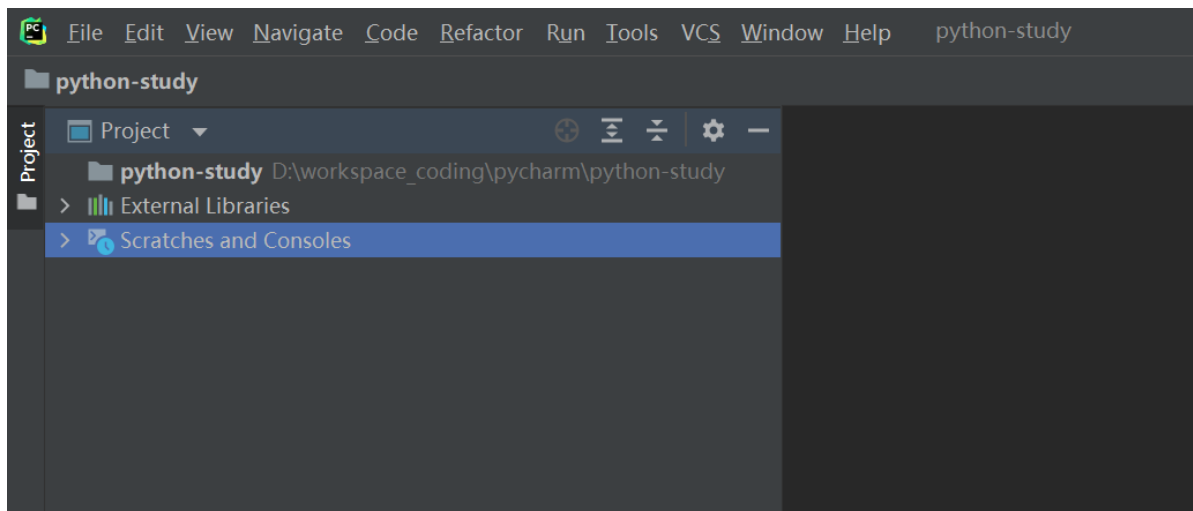 PC File Edit View Navigate Code Refactor Run Tools VCS Window Help python-study
python-study
Project
Project
python-study D:\workspace_coding\pycharm\python-study
External Libraries
Scratches and Consoles